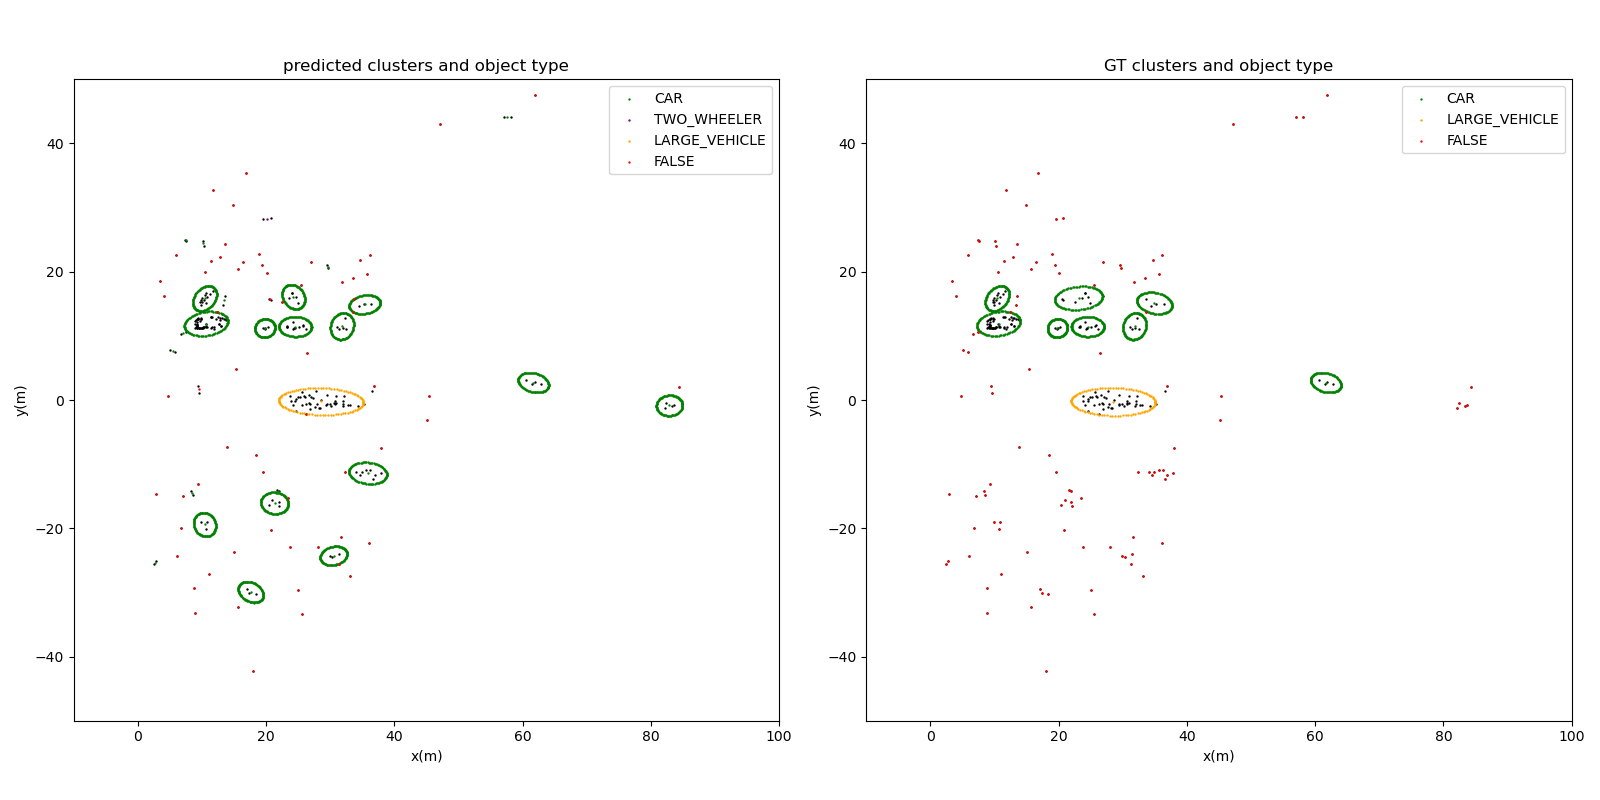 predicted clusters and object type
CAR
TWO_WHEELER
LARGE_VEHICLE
FALSE
40
20
0
−20
−40
y(m)
0
20
40
60
80
100
x(m)
GT clusters and object type
CAR
LARGE_VEHICLE
FALSE
40
20
0
−20
−40
y(m)
0
20
40
60
80
100
x(m)